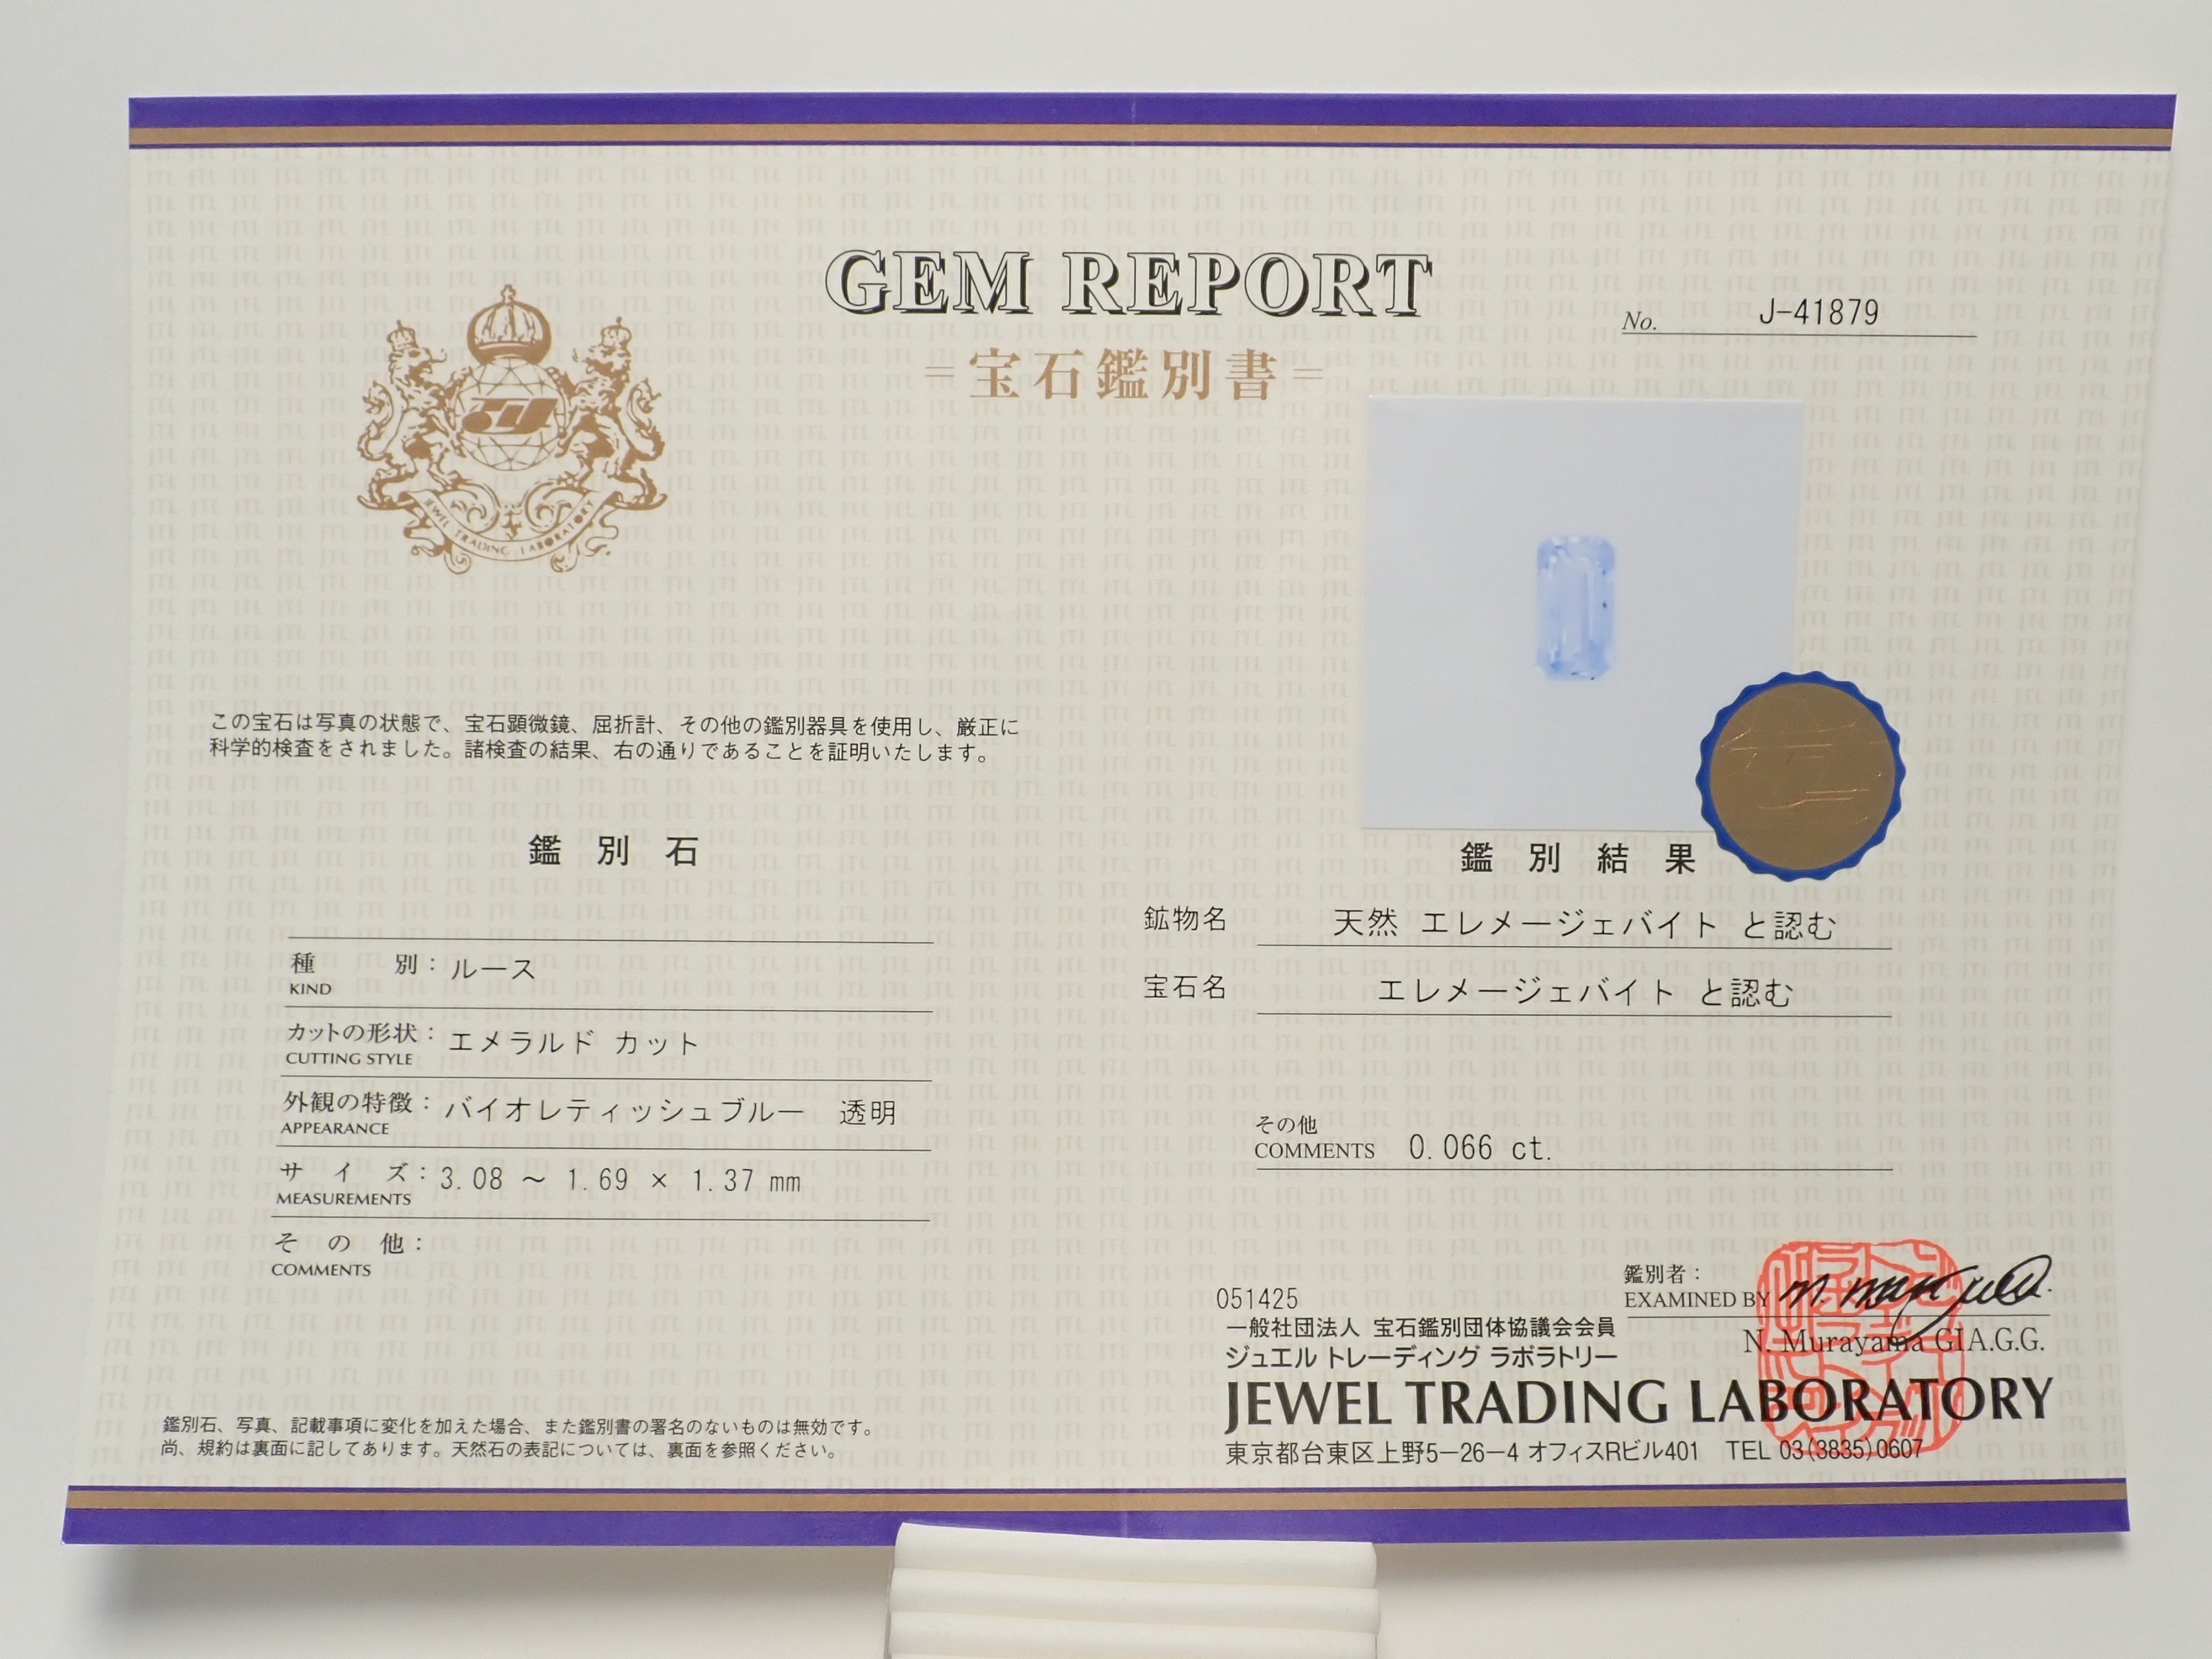 GEM REPORT
=宝石鑑別書=
No. J-41879
JEWEL TRADING LABORATORY
この宝石は写真の状態で、宝石顕微鏡、屈折計、その他の鑑別器具を使用し、厳正に
科学的検査をされました。諸検査の結果、右の通りであることを証明いたします。
鑑別石
種別: ルース
KIND
カットの形状: エメラルド カット
CUTTING STYLE
外観の特徴: バイオレティッシュブルー 透明
APPEARANCE
サイズ: 3.08 ～ 1.69 × 1.37 mm
MEASUREMENTS
その他:
COMMENTS
鑑別石、写真、記載事項に変化を加えた場合、また鑑別書の署名のないものは無効です。
尚、規約は裏面に記してあります。天然石の表記については、裏面を参照ください。
鑑別結果
鉱物名 天然 エレメージェバイト と認む
宝石名 エレメージェバイト と認む
その他
COMMENTS 0.066 ct.
鑑別者:
EXAMINED BY
N. Murayama GIA.G.G.
051425
一般社団法人 宝石鑑別団体協議会会員
ジュエル トレーディング ラボラトリー
JEWEL TRADING LABORATORY
東京都台東区上野5－26－4 オフィスRビル401 TEL 03(3835)0607